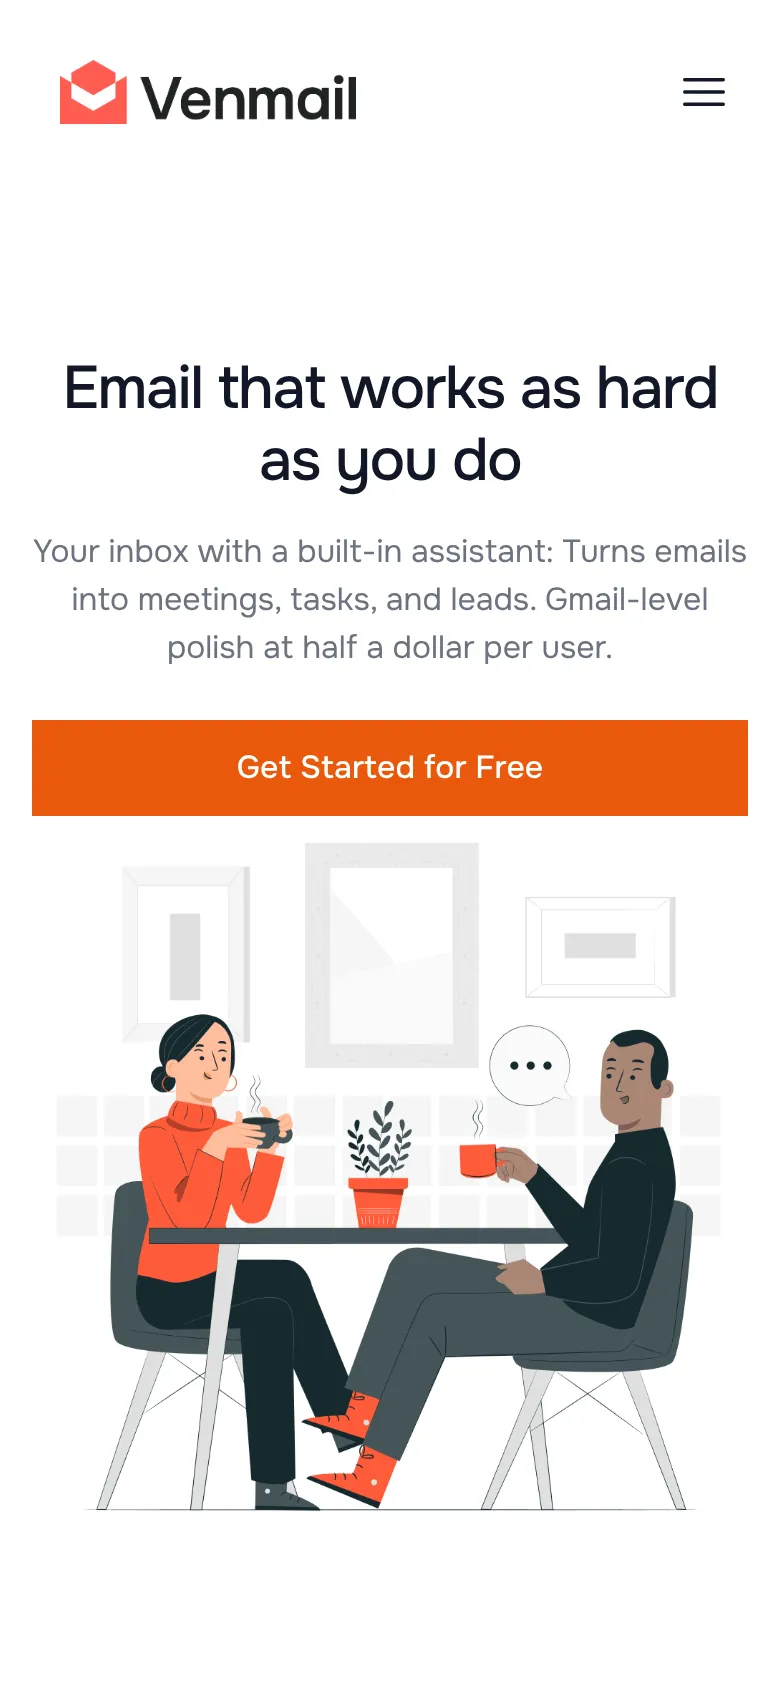 Venmail
Email that works as hard
as you do
Your inbox with a built-in assistant: Turns emails
into meetings, tasks, and leads. Gmail-level
polish at half a dollar per user.
Get Started for Free